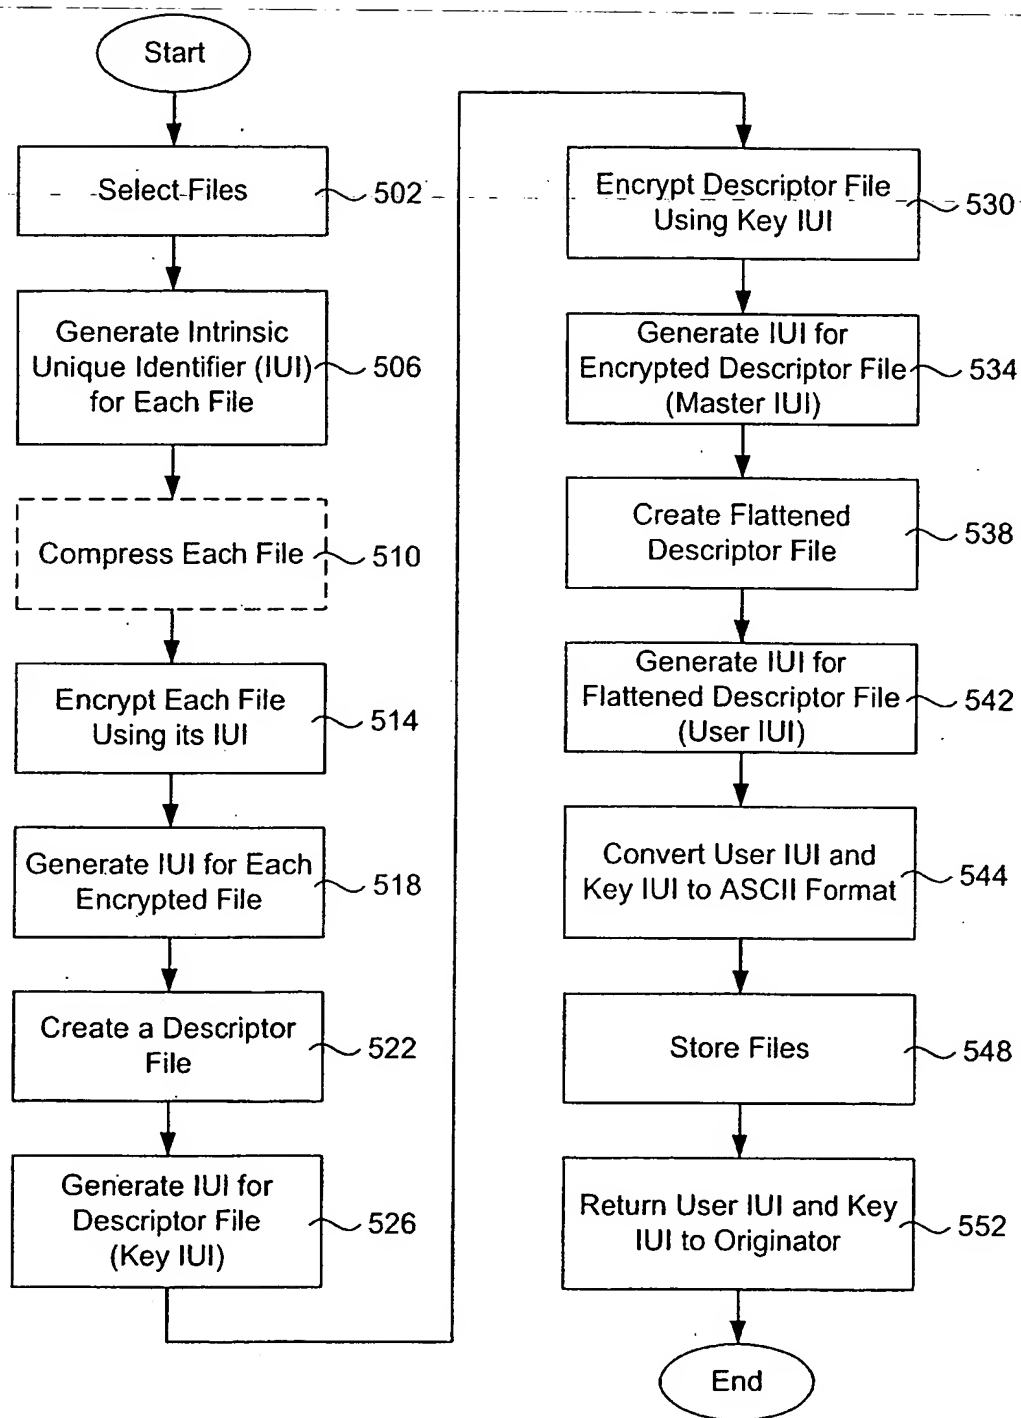 Start
Select Files
502
Generate Intrinsic
Unique Identifier (IUI)
for Each File
506
Compress Each File
510
Encrypt Each File
Using its IUI
514
Generate IUI for Each
Encrypted File
518
Create a Descriptor
File
522
Generate IUI for
Descriptor File
(Key IUI)
526
Encrypt Descriptor File
Using Key IUI
530
Generate IUI for
Encrypted Descriptor File
(Master IUI)
534
Create Flattened
Descriptor File
538
Generate IUI for
Flattened Descriptor File
(User IUI)
542
Convert User IUI and
Key IUI to ASCII Format
544
Store Files
548
Return User IUI and Key
IUI to Originator
552
End